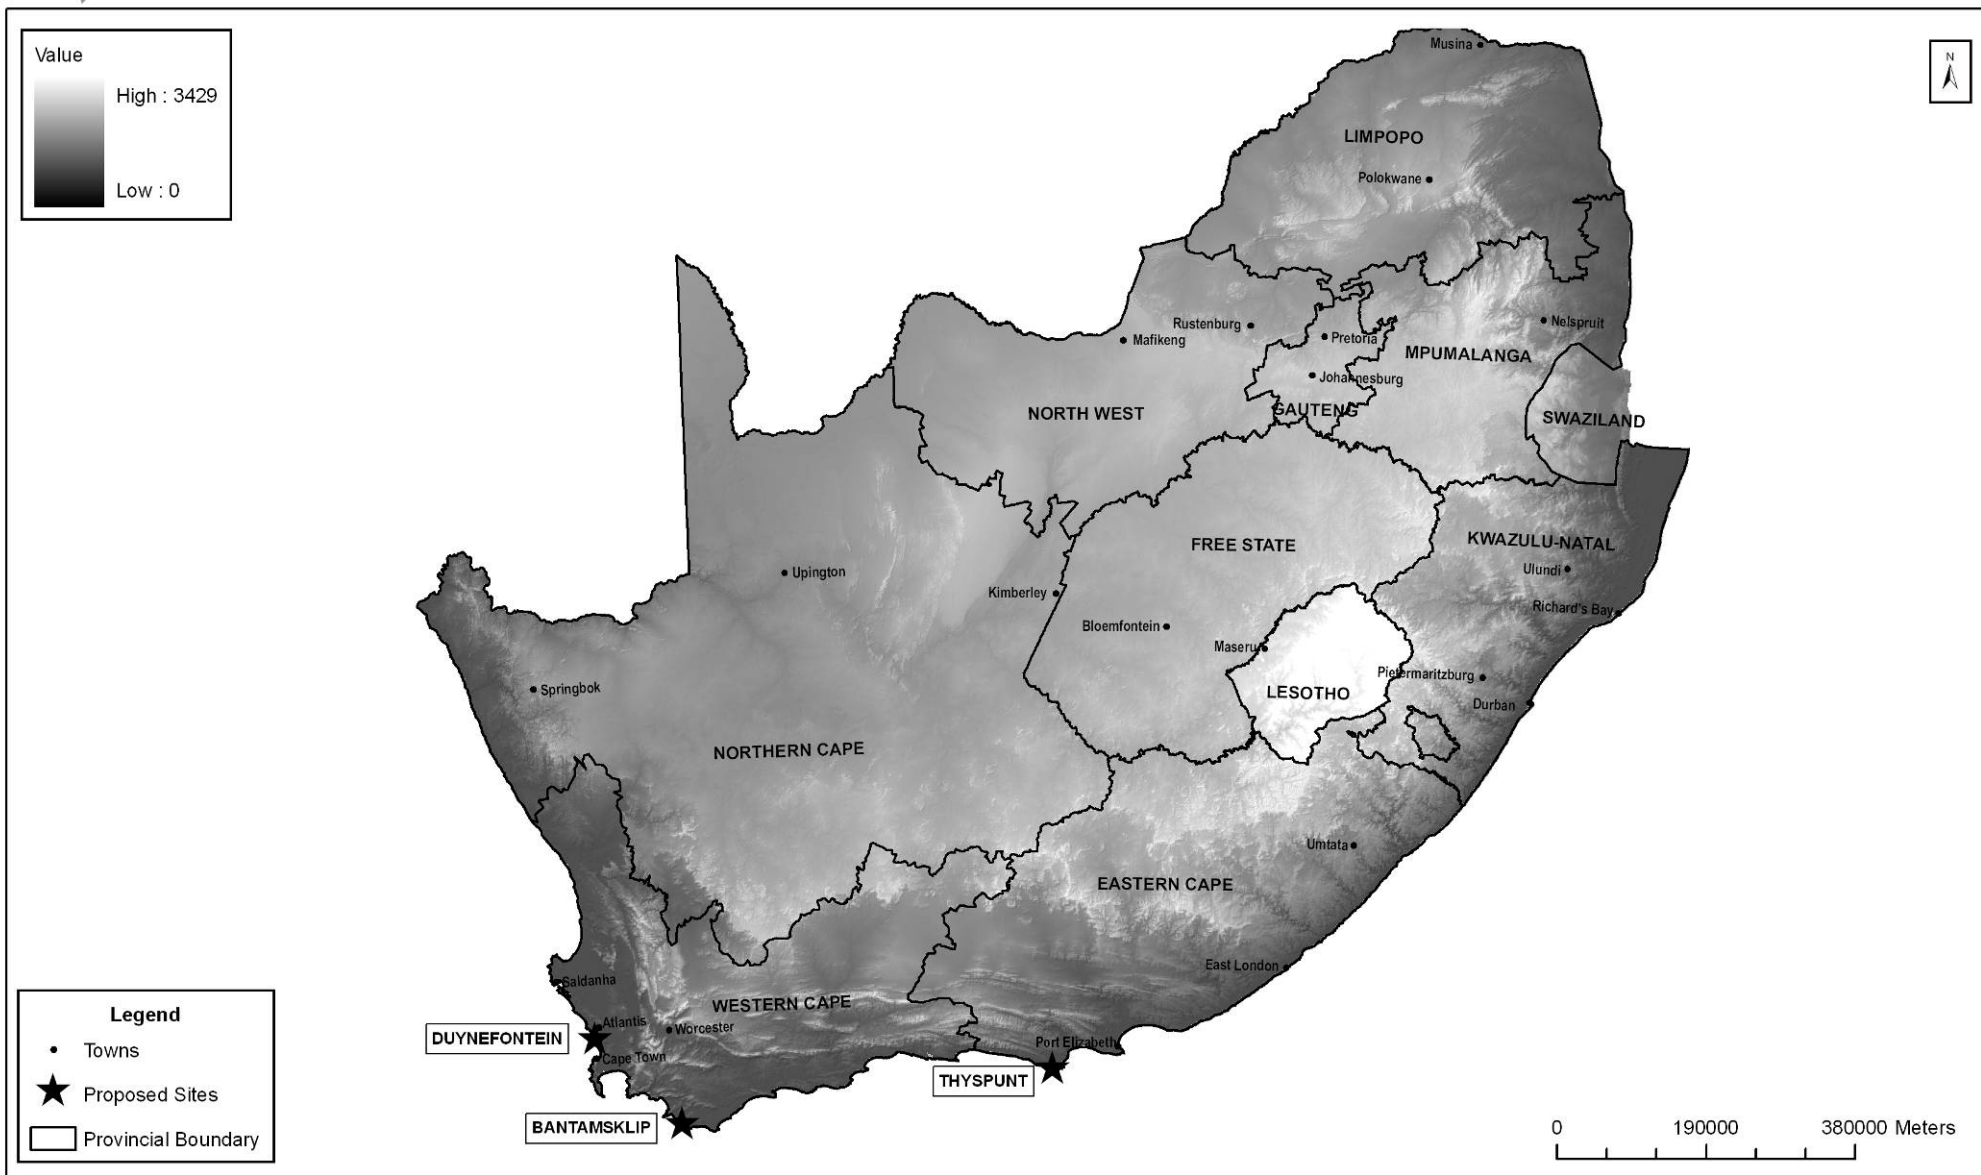 Value
High : 3429
Low : 0
N
Musina
LIMPOPO
Polokwane
Rustenburg
Mafikeng
Pretoria
Nelspruit
MPUMALANGA
Johannesburg
NORTH WEST
GAUTENG
SWAZILAND
FREE STATE
KWAZULU-NATAL
Upington
Ulundi
Kimberley
Richard's Bay
Bloemfontein
Maseru
Pietermaritzburg
Springbok
LESOTHO
Durban
NORTHERN CAPE
Umtata
EASTERN CAPE
East London
Saldanha
WESTERN CAPE
Atlantis
Worcester
DUYNEFONTEIN
Port Elizabeth
Cape Town
THYSPUNT
BANTAMSKLIP
Legend
Towns
Proposed Sites
Provincial Boundary
0 190000 380000 Meters